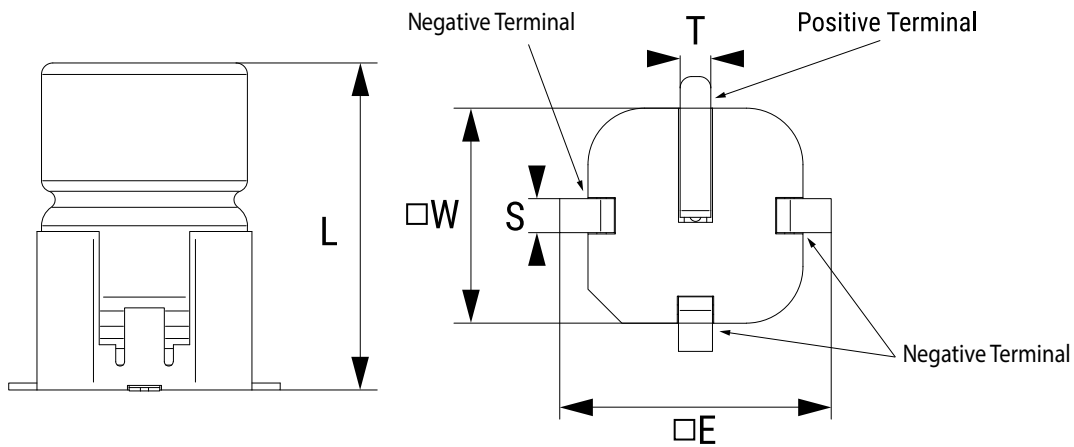 Negative Terminal
T
Positive Terminal
L
□W
S
Negative Terminal
□E